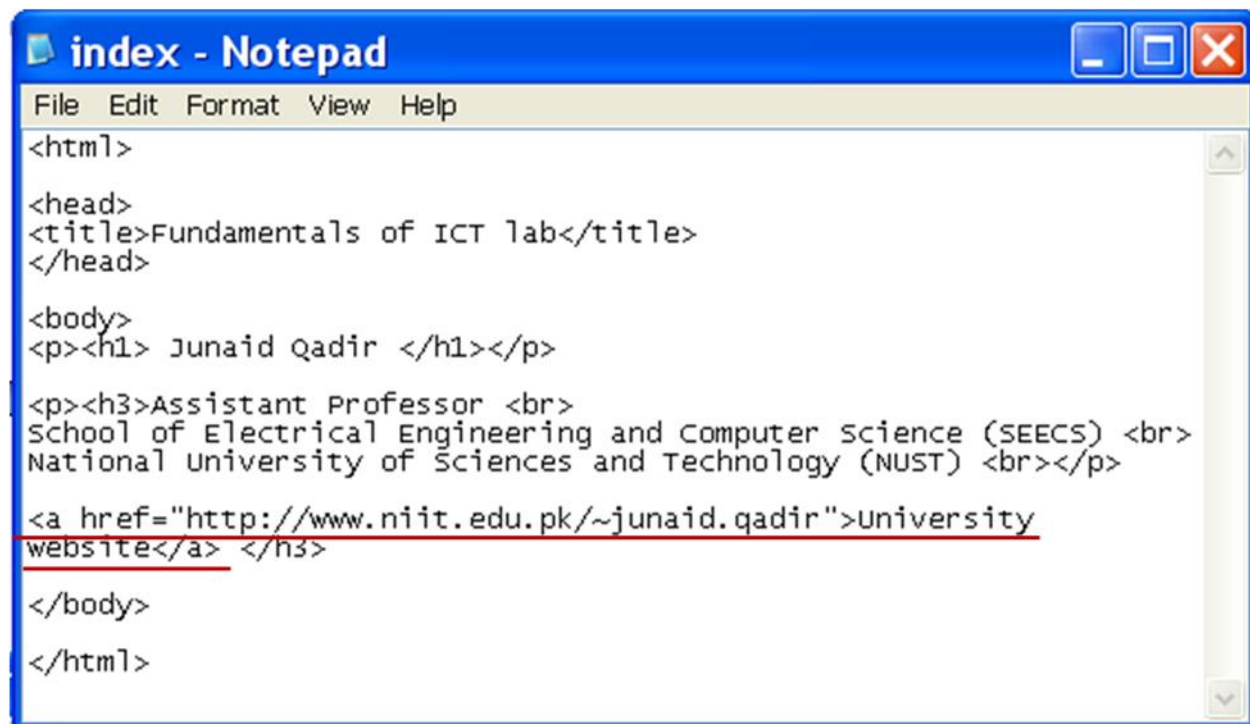 index - Notepad
File Edit Format View Help
<html>
<head>
<title>Fundamentals of ICT lab</title>
</head>
<body>
<p><h1> Junaid Qadir </h1></p>
<p><h3>Assistant Professor <br>
School of Electrical Engineering and Computer Science (SEECS) <br>
National University of Sciences and Technology (NUST) <br></p>
<a href="http://www.niit.edu.pk/~junaid.qadir">University
website</a> </h3>
</body>
</html>